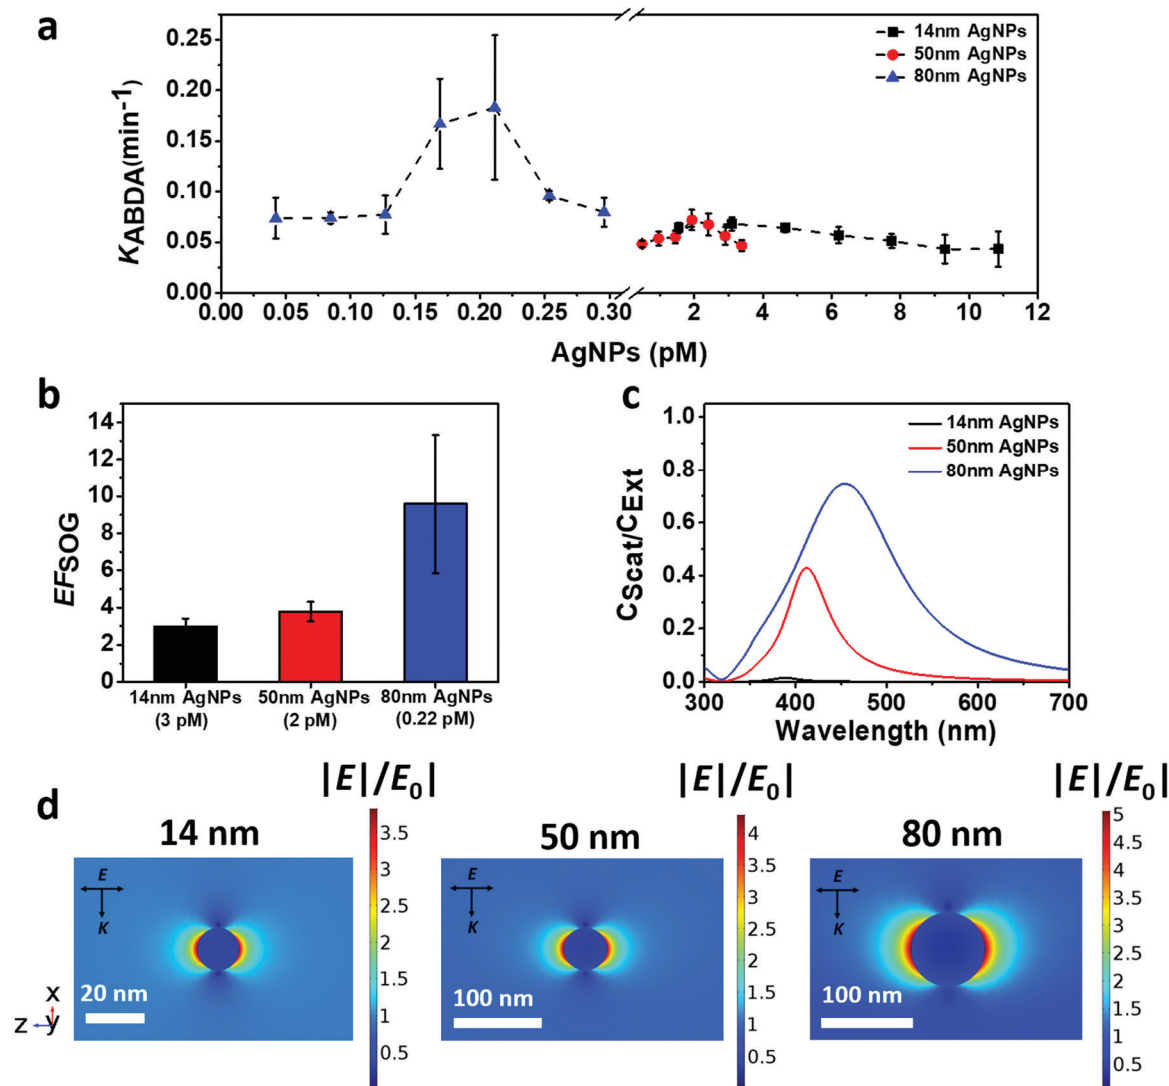 a
0.25
0.20
0.15
0.10
0.05
0.00
KABDA(min-1)
14nm AgNPs
50nm AgNPs
80nm AgNPs
0.00 0.05 0.10 0.15 0.20 0.25 0.30 2 4 6 8 10 12
AgNPs (pM)
b
14
12
10
8
6
4
2
0
EFSOG
14nm AgNPs 50nm AgNPs 80nm AgNPs
(3 pM) (2 pM) (0.22 pM)
c
1.0
0.8
0.6
0.4
0.2
0.0
CScat/CExt
14nm AgNPs
50nm AgNPs
80nm AgNPs
300 400 500 600 700
Wavelength (nm)
d
|E|/E0|
14 nm
E
K
20 nm
x
z y
3.5
3
2.5
2
1.5
1
0.5
|E|/E0|
50 nm
E
K
100 nm
4
3.5
3
2.5
2
1.5
1
0.5
|E|/E0|
80 nm
E
K
100 nm
5
4.5
4
3.5
3
2.5
2
1.5
1
0.5